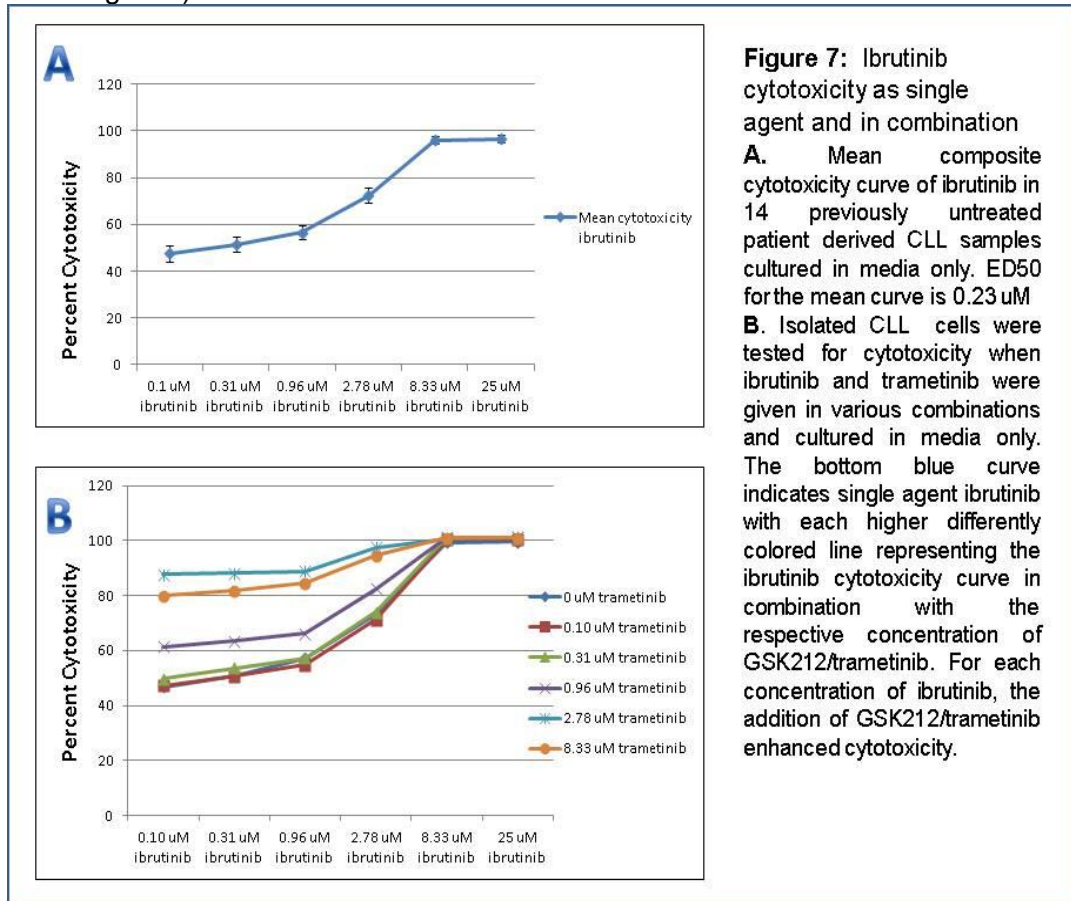 A
120
100
80
60
40
20
0
Percent Cytotoxicity
0.1 uM 0.31 uM 0.96 uM 2.78 uM 8.33 uM 25 uM
ibrutinib ibrutinib ibrutinib ibrutinib ibrutinib ibrutinib
Mean cytotoxicity
ibrutinib
B
120
100
80
60
40
20
0
Percent Cytotoxicity
0.10 uM 0.31 uM 0.96 uM 2.78 uM 8.33 uM 25 uM
ibrutinib ibrutinib ibrutinib ibrutinib ibrutinib ibrutinib
0 uM trametinib
0.10 uM trametinib
0.31 uM trametinib
0.96 uM trametinib
2.78 uM trametinib
8.33 uM trametinib
Figure 7: Ibrutinib
cytotoxicity as single
agent and in combination
A. Mean composite
cytotoxicity curve of ibrutinib in
14 previously untreated
patient derived CLL samples
cultured in media only. ED50
for the mean curve is 0.23 uM
B. Isolated CLL cells were
tested for cytotoxicity when
ibrutinib and trametinib were
given in various combinations
and cultured in media only.
The bottom blue curve
indicates single agent ibrutinib
with each higher differently
colored line representing the
ibrutinib cytotoxicity curve in
combination with the
respective concentration of
GSK212/trametinib. For each
concentration of ibrutinib, the
addition of GSK212/trametinib
enhanced cytotoxicity.